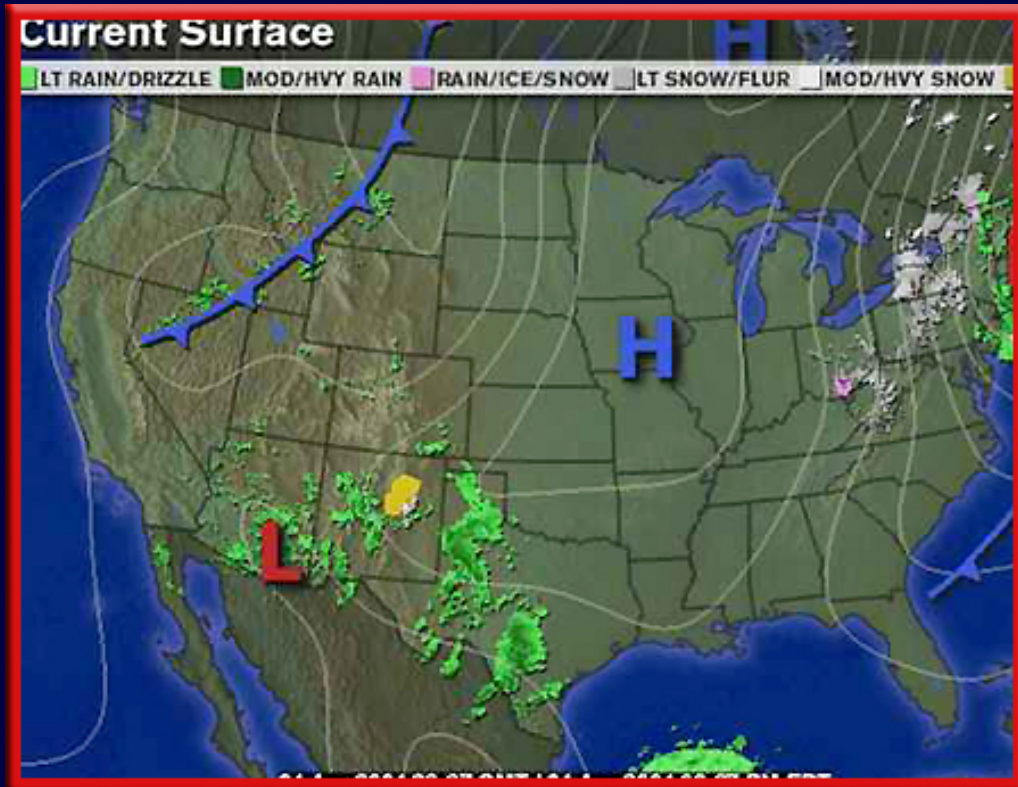 Current Surface
LT RAIN/DRIZZLE MOD/HVY RAIN RAIN/ICE/SNOW LT SNOW/FLUR MOD/HVY SNOW
H
H
L